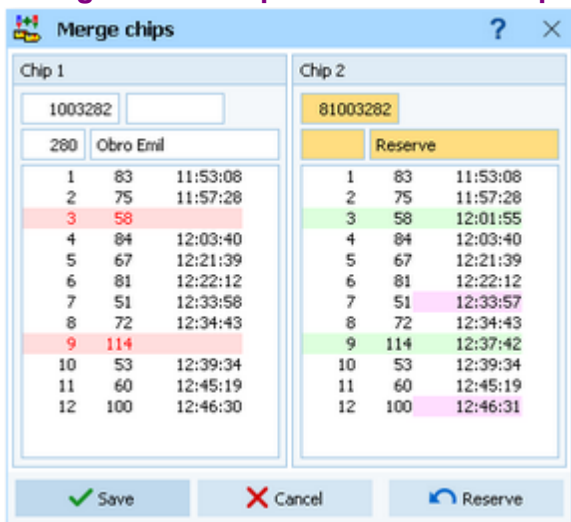 Merge chips ?
Chip 1
1003282
280 Obro Emil
1 83 11:53:08
2 75 11:57:28
3 58
4 84 12:03:40
5 67 12:21:39
6 81 12:22:12
7 51 12:33:58
8 72 12:34:43
9 114
10 53 12:39:34
11 60 12:45:19
12 100 12:46:30
Chip 2
81003282
Reserve
1 83 11:53:08
2 75 11:57:28
3 58 12:01:55
4 84 12:03:40
5 67 12:21:39
6 81 12:22:12
7 51 12:33:57
8 72 12:34:43
9 114 12:37:42
10 53 12:39:34
11 60 12:45:19
12 100 12:46:31
Save Cancel Reserve